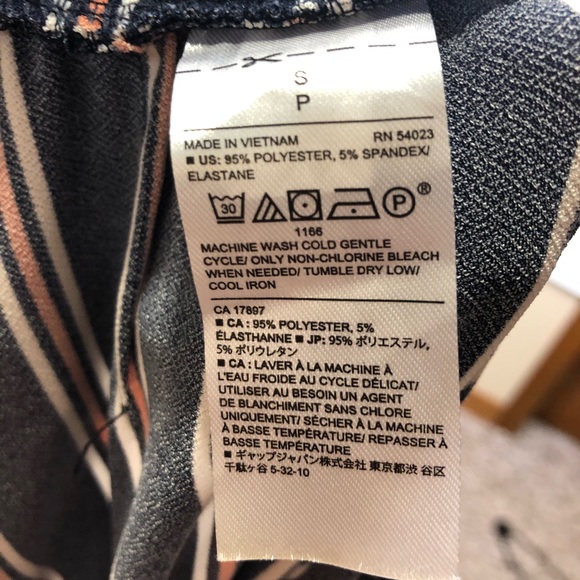 S
P
MADE IN VIETNAM RN 54023
■ US: 95% POLYESTER, 5% SPANDEX/
ELASTANE
30 P ®
1166
MACHINE WASH COLD GENTLE
CYCLE/ ONLY NON-CHLORINE BLEACH
WHEN NEEDED/ TUMBLE DRY LOW/
COOL IRON
CA 17897
■ CA : 95% POLYESTER, 5%
ÉLASTHANNE ■ JP: 95% ポリエステル,
5% ポリウレタン
■ CA : LAVER À LA MACHINE À
L'EAU FROIDE AU CYCLE DÉLICAT/
UTILISER AU BESOIN UN AGENT
DE BLANCHIMENT SANS CHLORE
UNIQUEMENT/ SÉCHER À LA MACHINE
À BASSE TEMPÉRATURE/ REPASSER À
BASSE TEMPÉRATURE
■ ギャップジャパン株式会社 東京都渋 谷区
千駄ヶ谷 5-32-10